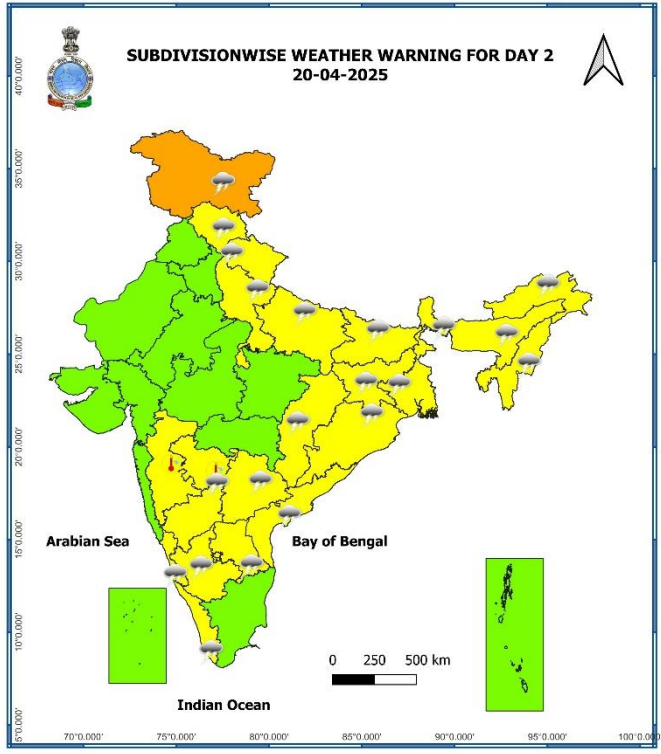 SUBDIVISIONWISE WEATHER WARNING FOR DAY 2
20-04-2025
40°0.000'
35°0.000'
30°0.000'
25°0.000'
20°0.000'
15°0.000'
10°0.000'
5°0.000'
Arabian Sea
Bay of Bengal
0 250 500 km
Indian Ocean
70°0.000' 75°0.000' 80°0.000' 85°0.000' 90°0.000' 95°0.000' 100°0.000'